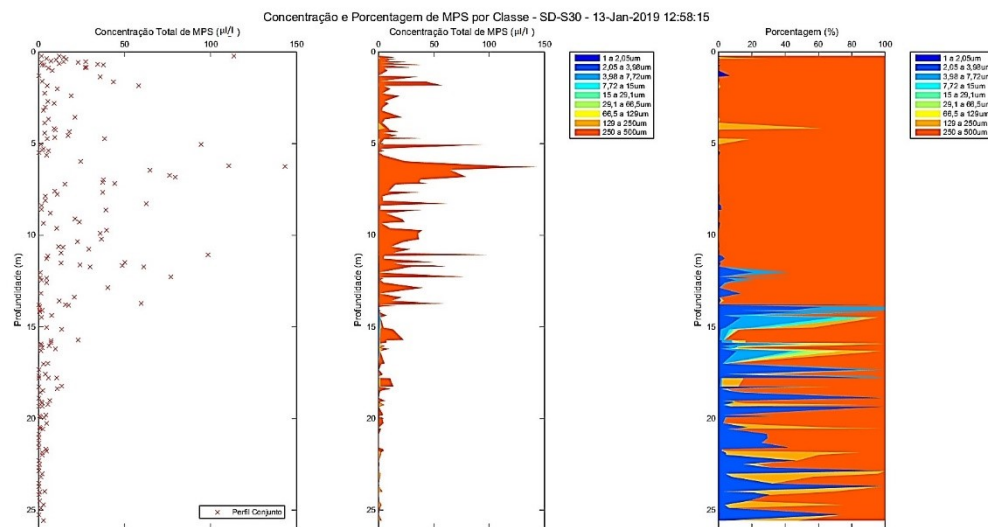 Concentração e Porcentagem de MPS por Classe - SD-S30 - 13-Jan-2019 12:58:15
Concentração Total de MPS (µl/l)
0 50 100 150
Profundidade (m)
0
5
10
15
20
25
× Perfil Conjunto
Concentração Total de MPS (µl/l)
0 50 100 150
Profundidade (m)
0
5
10
15
20
25
1 a 2,05um
2,05 a 3,98um
3,98 a 7,72um
7,72 a 15um
15 a 29,1um
29,1 a 66,5um
66,5 a 129um
129 a 250um
250 a 500um
Porcentagem (%)
0 20 40 60 80 100
Profundidade (m)
0
5
10
15
20
25
1 a 2,05um
2,05 a 3,98um
3,98 a 7,72um
7,72 a 15um
15 a 29,1um
29,1 a 66,5um
66,5 a 129um
129 a 250um
250 a 500um